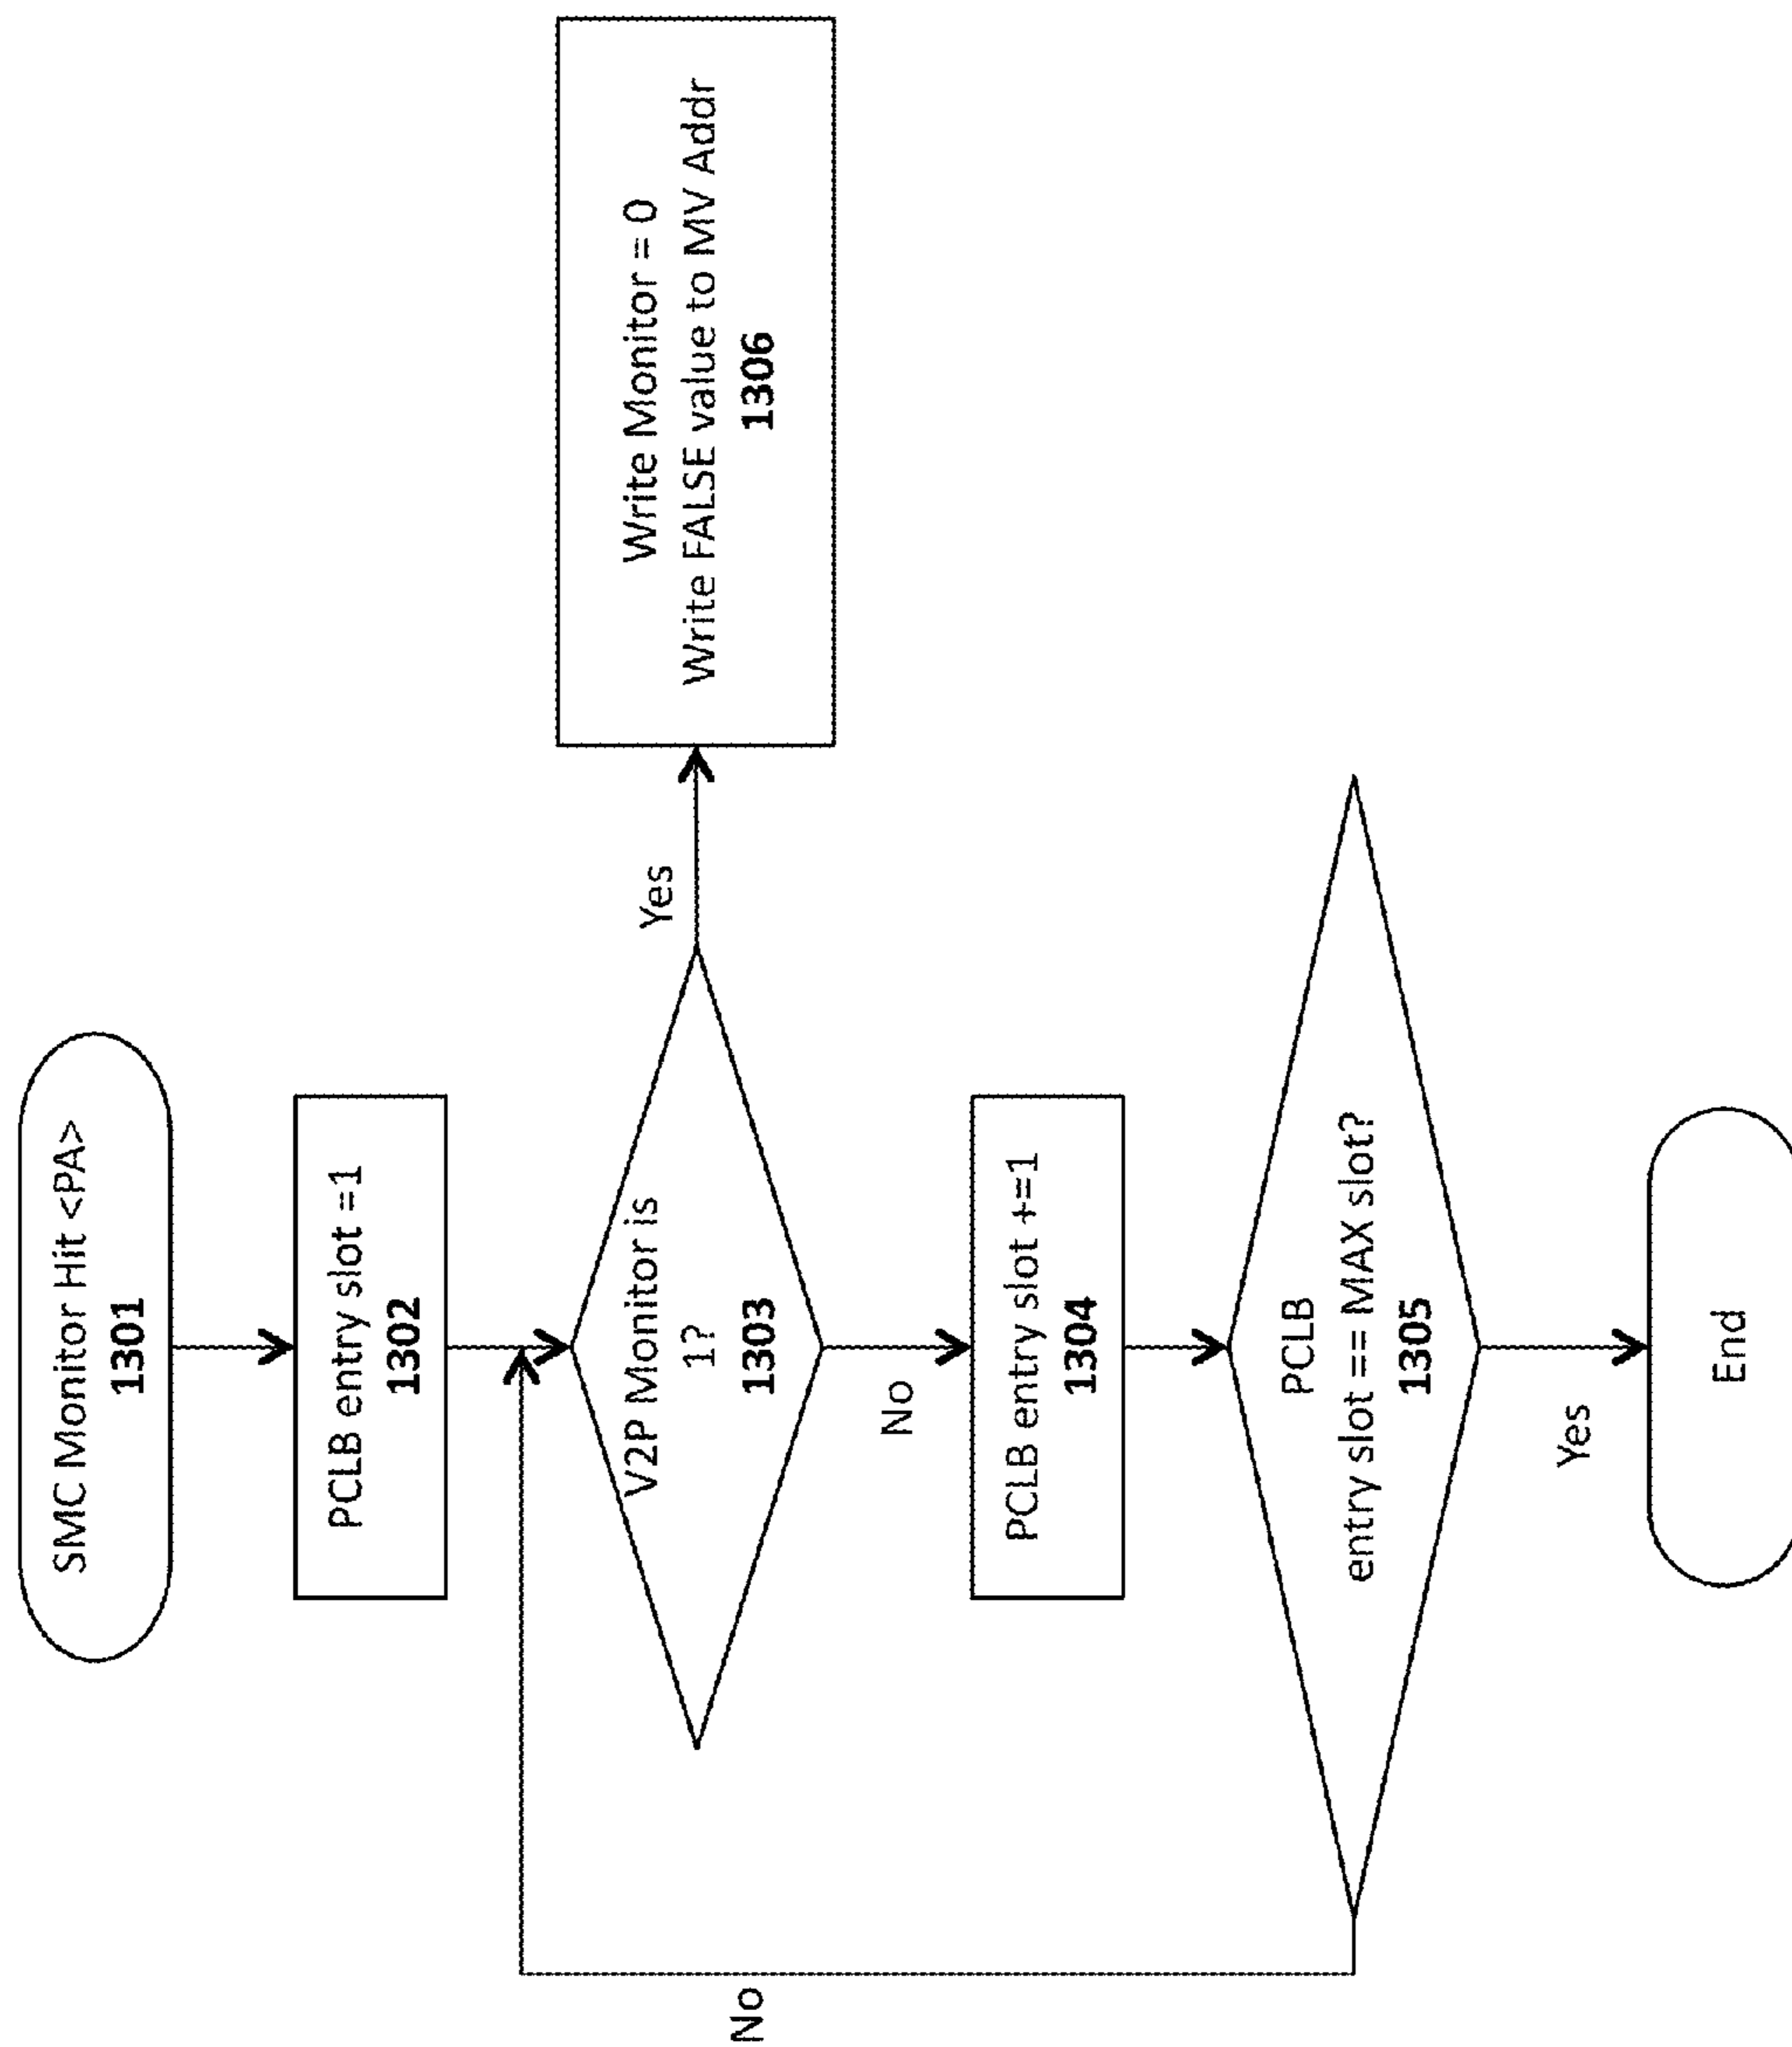 SMC Monitor Hit <PA>
1301
PCLB entry slot =1
1302
V2P Monitor is
1?
1303
Yes
Write Monitor = 0
Write FALSE value to MV Addr
1306
No
PCLB entry slot +=1
1304
PCLB
entry slot == MAX slot?
1305
No
Yes
End